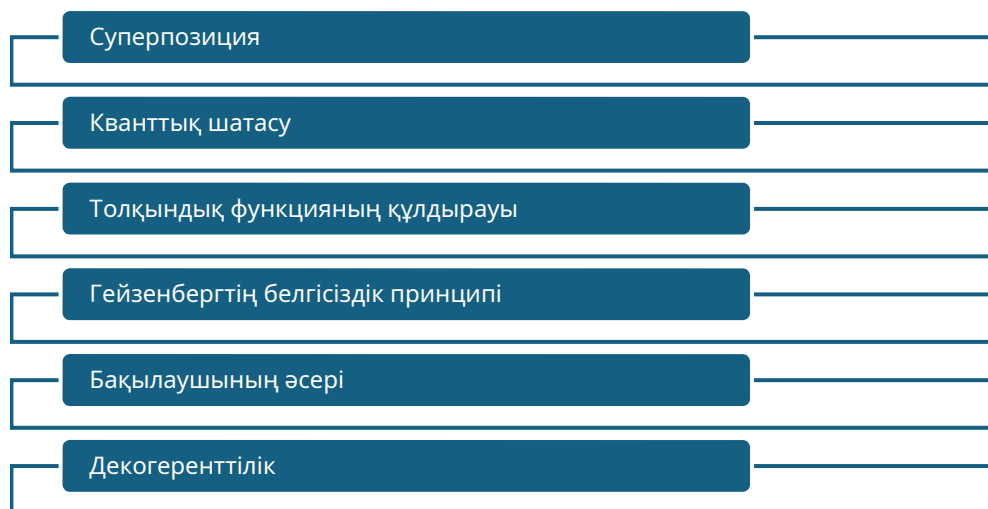 Суперпозиция
Кванттық шатасу
Толқындық функцияның құлдырауы
Гейзенбергтің белгісіздік принципі
Бақылаушының әсері
Декогеренттілік